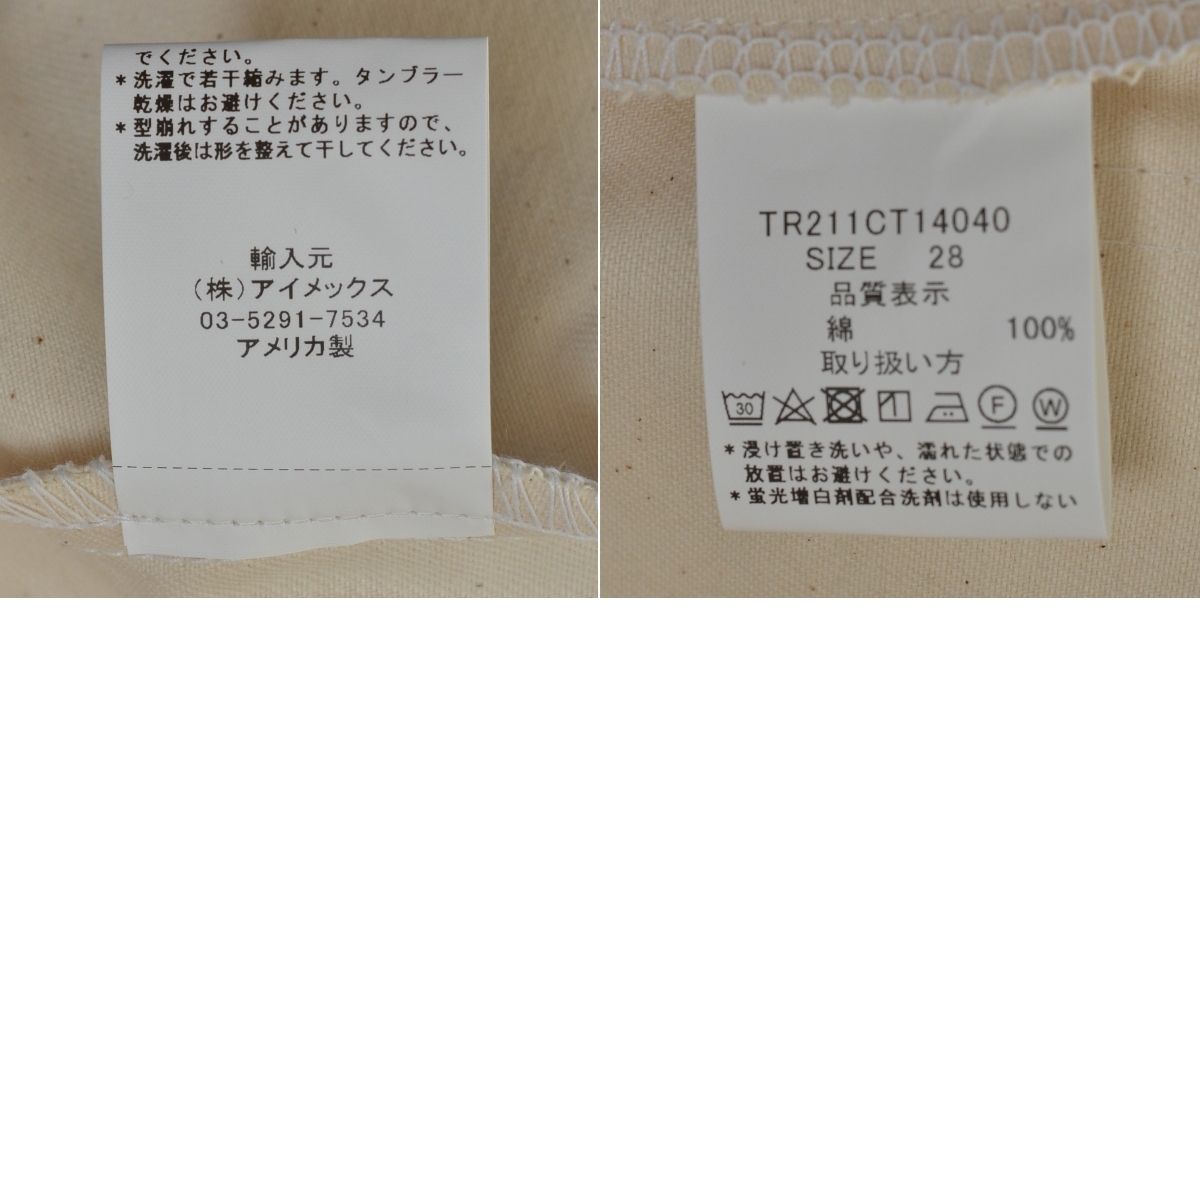 でください。
*洗濯で若干縮みます。タンブラー
乾燥はお避けください。
*型崩れすることがありますので、
洗濯後は形を整えて干してください。
輸入元
(株)アイメックス
03-5291-7534
アメリカ製
TR211CT14040
SIZE 28
品質表示
綿 100%
取り扱い方
30 F W
*浸け置き洗いや、濡れた状態での
放置はお避けください。
*蛍光増白剤配合洗剤は使用しない